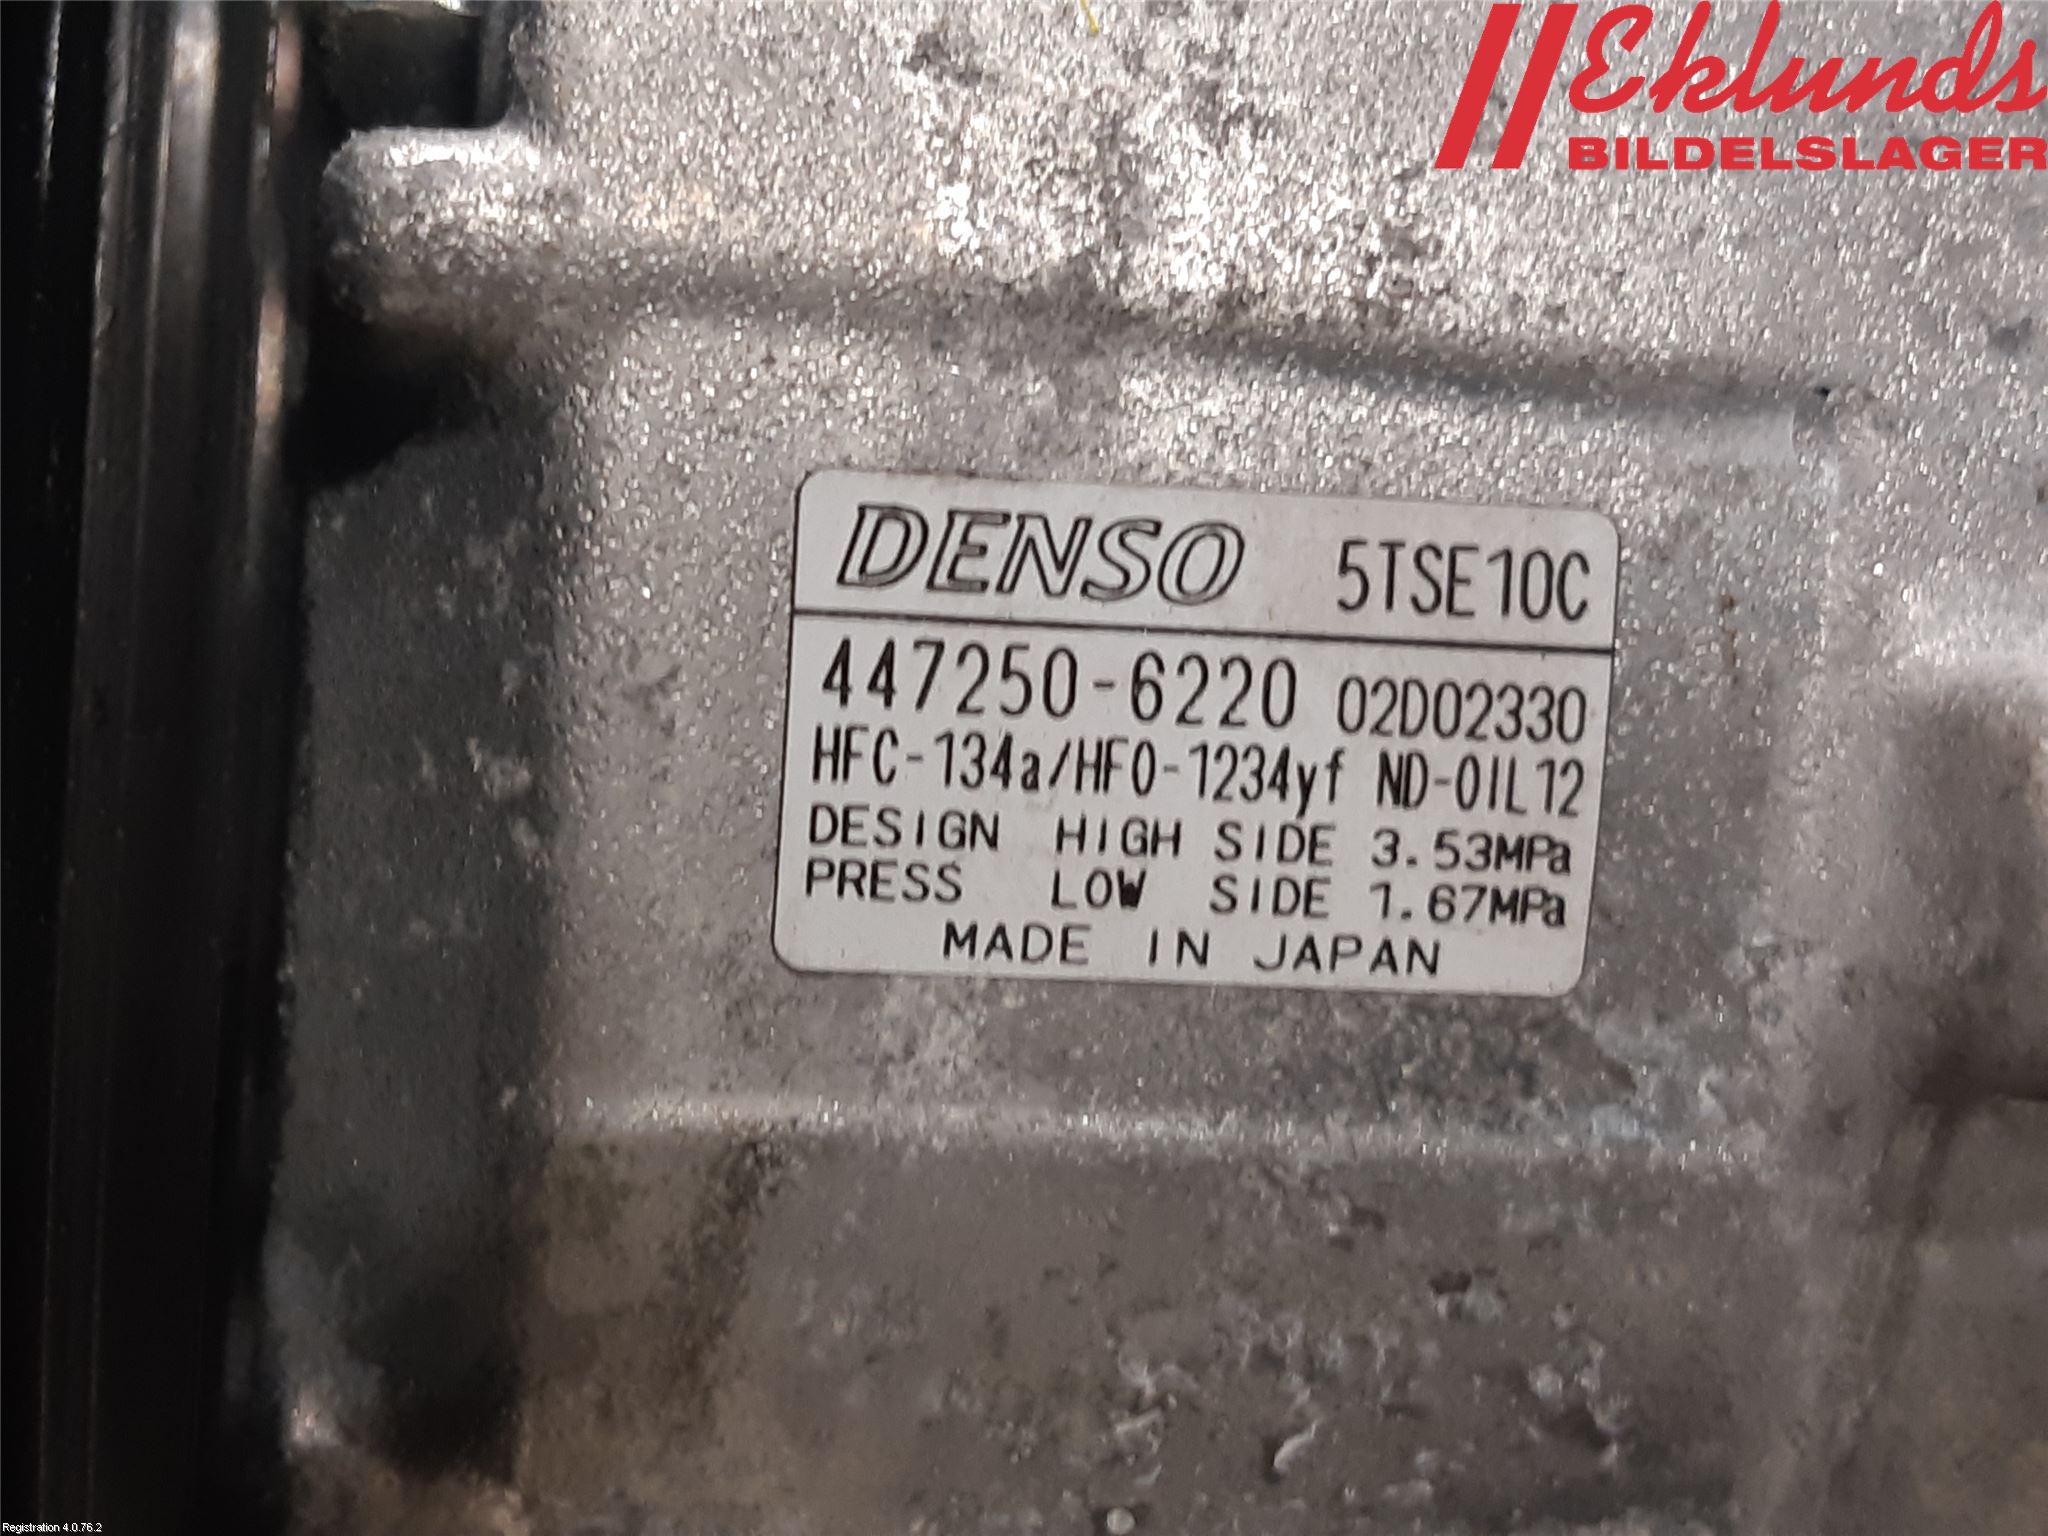 Eklunds
BILDELSLAGER
DENSO 5TSE10C
447250-6220 02D02330
HFC-134a/HFO-1234yf ND-OIL12
DESIGN HIGH SIDE 3.53MPa
PRESS LOW SIDE 1.67MPa
MADE IN JAPAN
Registration 4.0.76.2